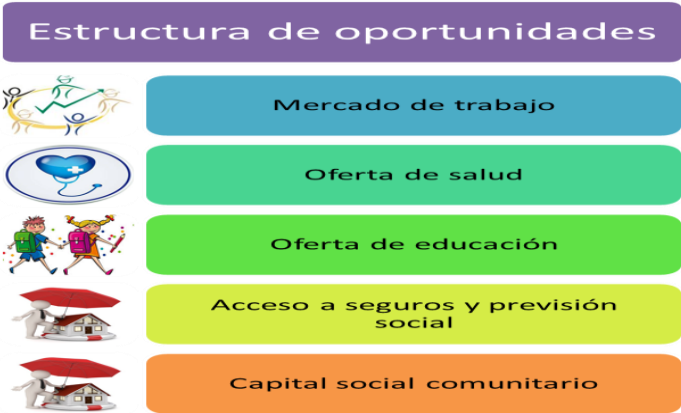 Estructura de oportunidades
Mercado de trabajo
Oferta de salud
Oferta de educación
Acceso a seguros y previsión
social
Capital social comunitario